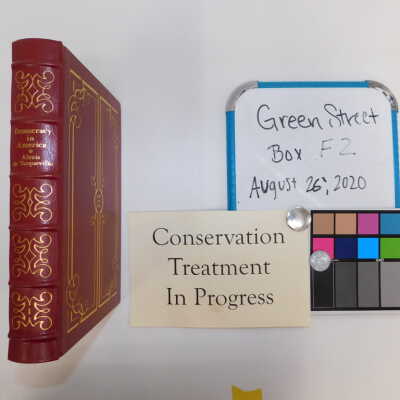 Democracy
in
America
Alexis
de Tocqueville
Green Street
Box F2
August 26, 2020
Conservation
Treatment
In Progress